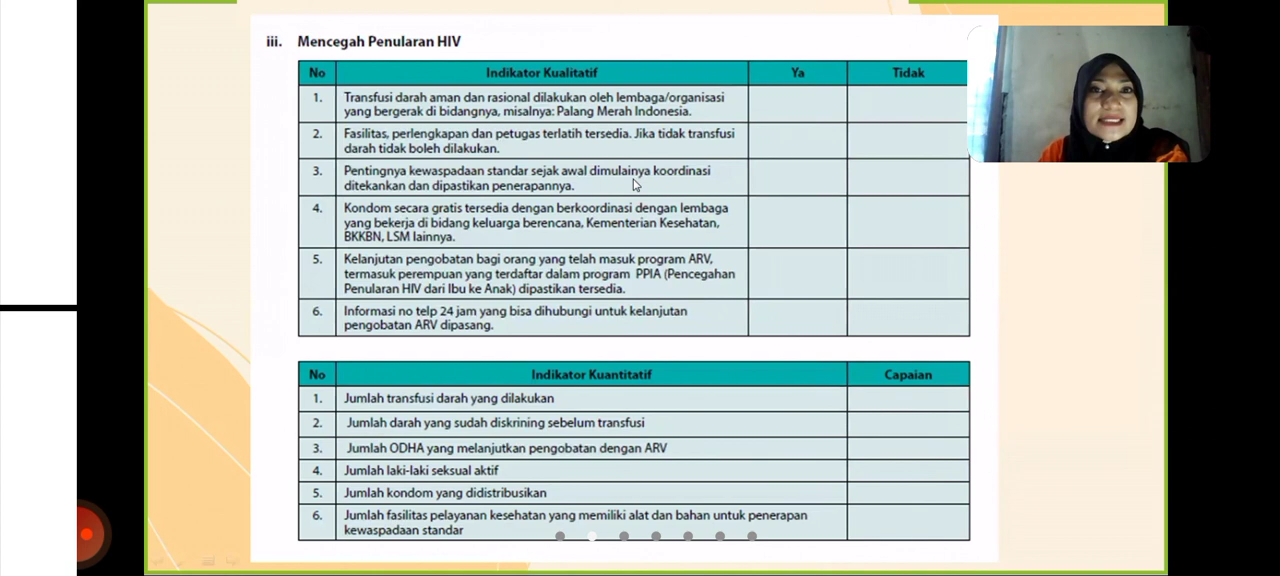 iii. Mencegah Penularan HIV
No Indikator Kualitatif Ya Tidak
1. Transfusi darah aman dan rasional dilakukan oleh lembaga/organisasi
yang bergerak di bidangnya, misalnya: Palang Merah Indonesia.
2. Fasilitas, perlengkapan dan petugas terlatih tersedia. Jika tidak transfusi
darah tidak boleh dilakukan.
3. Pentingnya kewaspadaan standar sejak awal dimulainya koordinasi
ditekankan dan dipastikan penerapannya.
4. Kondom secara gratis tersedia dengan berkoordinasi dengan lembaga
yang bekerja di bidang keluarga berencana, Kementerian Kesehatan,
BKKBN, LSM lainnya.
5. Kelanjutan pengobatan bagi orang yang telah masuk program ARV,
termasuk perempuan yang terdaftar dalam program PPIA (Pencegahan
Penularan HIV dari Ibu ke Anak) dipastikan tersedia.
6. Informasi no telp 24 jam yang bisa dihubungi untuk kelanjutan
pengobatan ARV dipasang.
No Indikator Kuantitatif Capaian
1. Jumlah transfusi darah yang dilakukan
2. Jumlah darah yang sudah diskrining sebelum transfusi
3. Jumlah ODHA yang melanjutkan pengobatan dengan ARV
4. Jumlah laki-laki seksual aktif
5. Jumlah kondom yang didistribusikan
6. Jumlah fasilitas pelayanan kesehatan yang memiliki alat dan bahan untuk penerapan
kewaspadaan standar